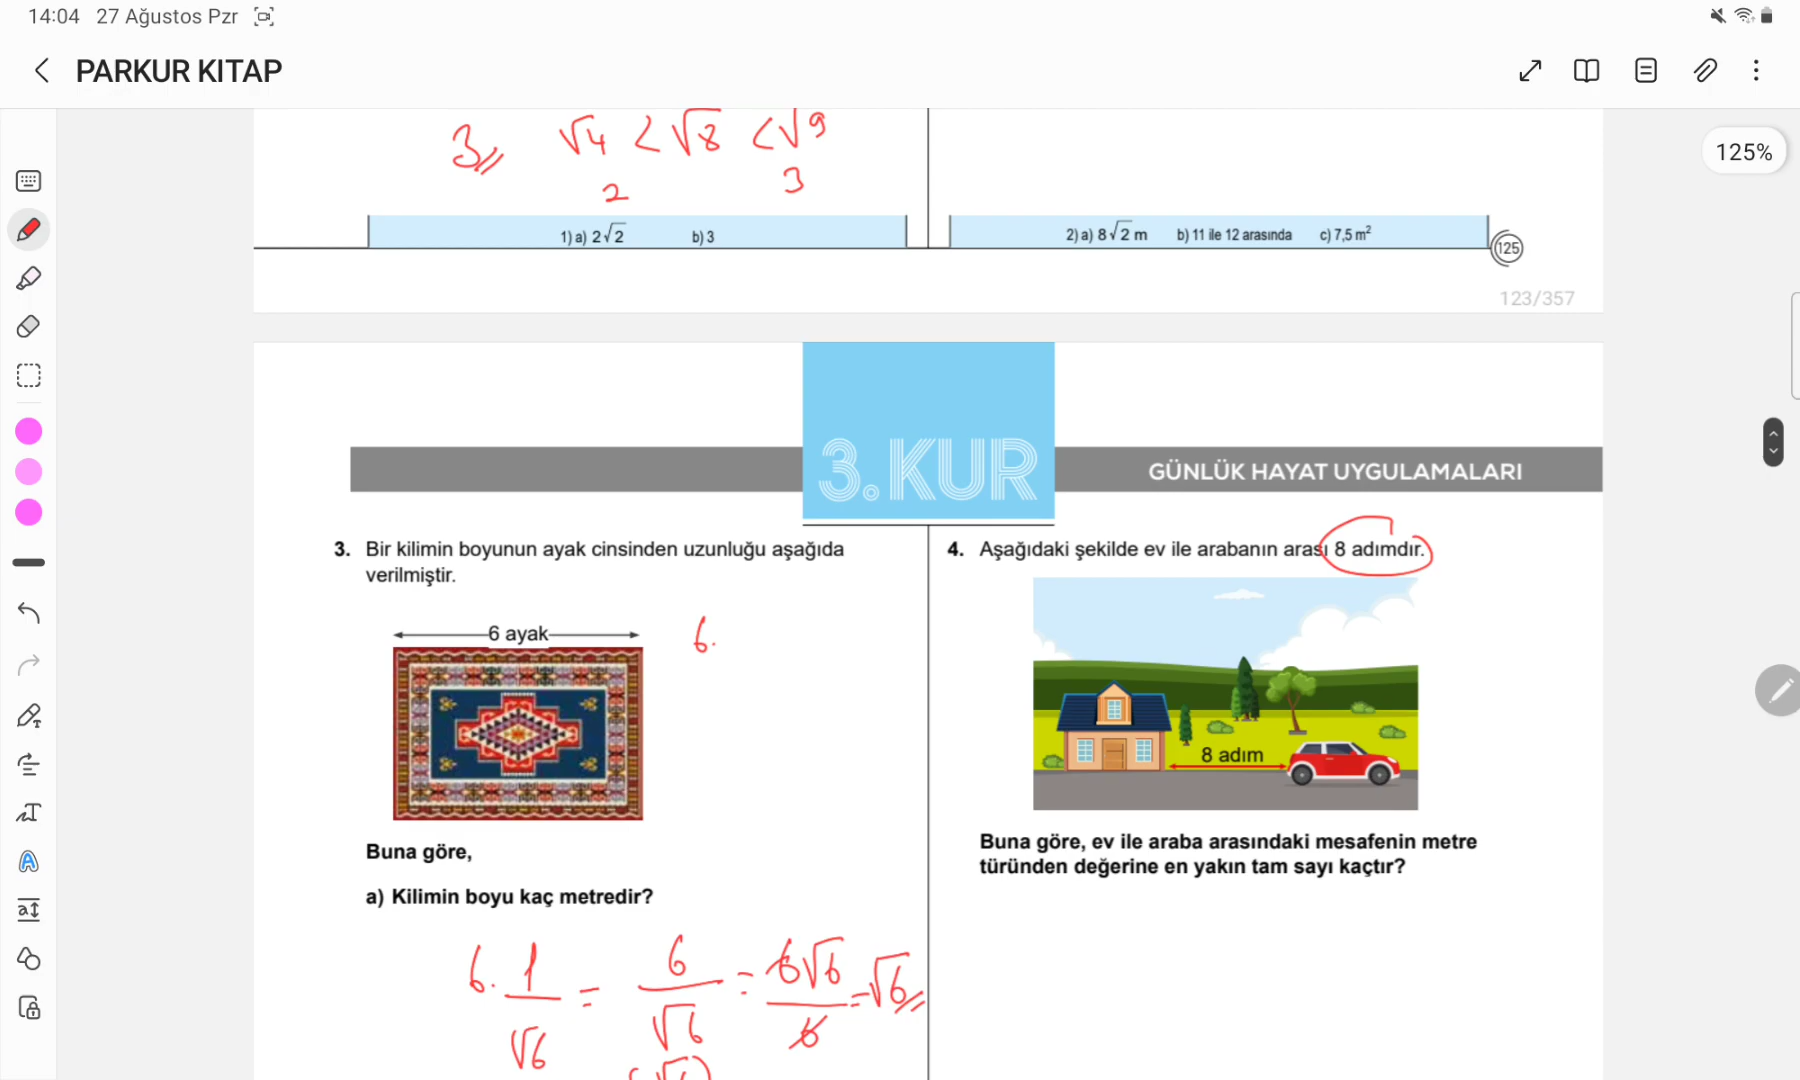 14:04 27 Ağustos Pzr
PARKUR KİTAP
125%
3 √4 < √8 < √9
2 3
1) a) 2√2 b) 3
2) a) 8√2 m b) 11 ile 12 arasında c) 7,5 m²
125
123/357
3.KUR
GÜNLÜK HAYAT UYGULAMALARI
3. Bir kilimin boyunun ayak cinsinden uzunluğu aşağıda
verilmiştir.
6 ayak
6.
Buna göre,
a) Kilimin boyu kaç metredir?
6. 1/√6 = 6/√6 = 6√6/6 = √6
(√6)
4. Aşağıdaki şekilde ev ile arabanın arası 8 adımdır.
8 adım
Buna göre, ev ile araba arasındaki mesafenin metre
türünden değerine en yakın tam sayı kaçtır?